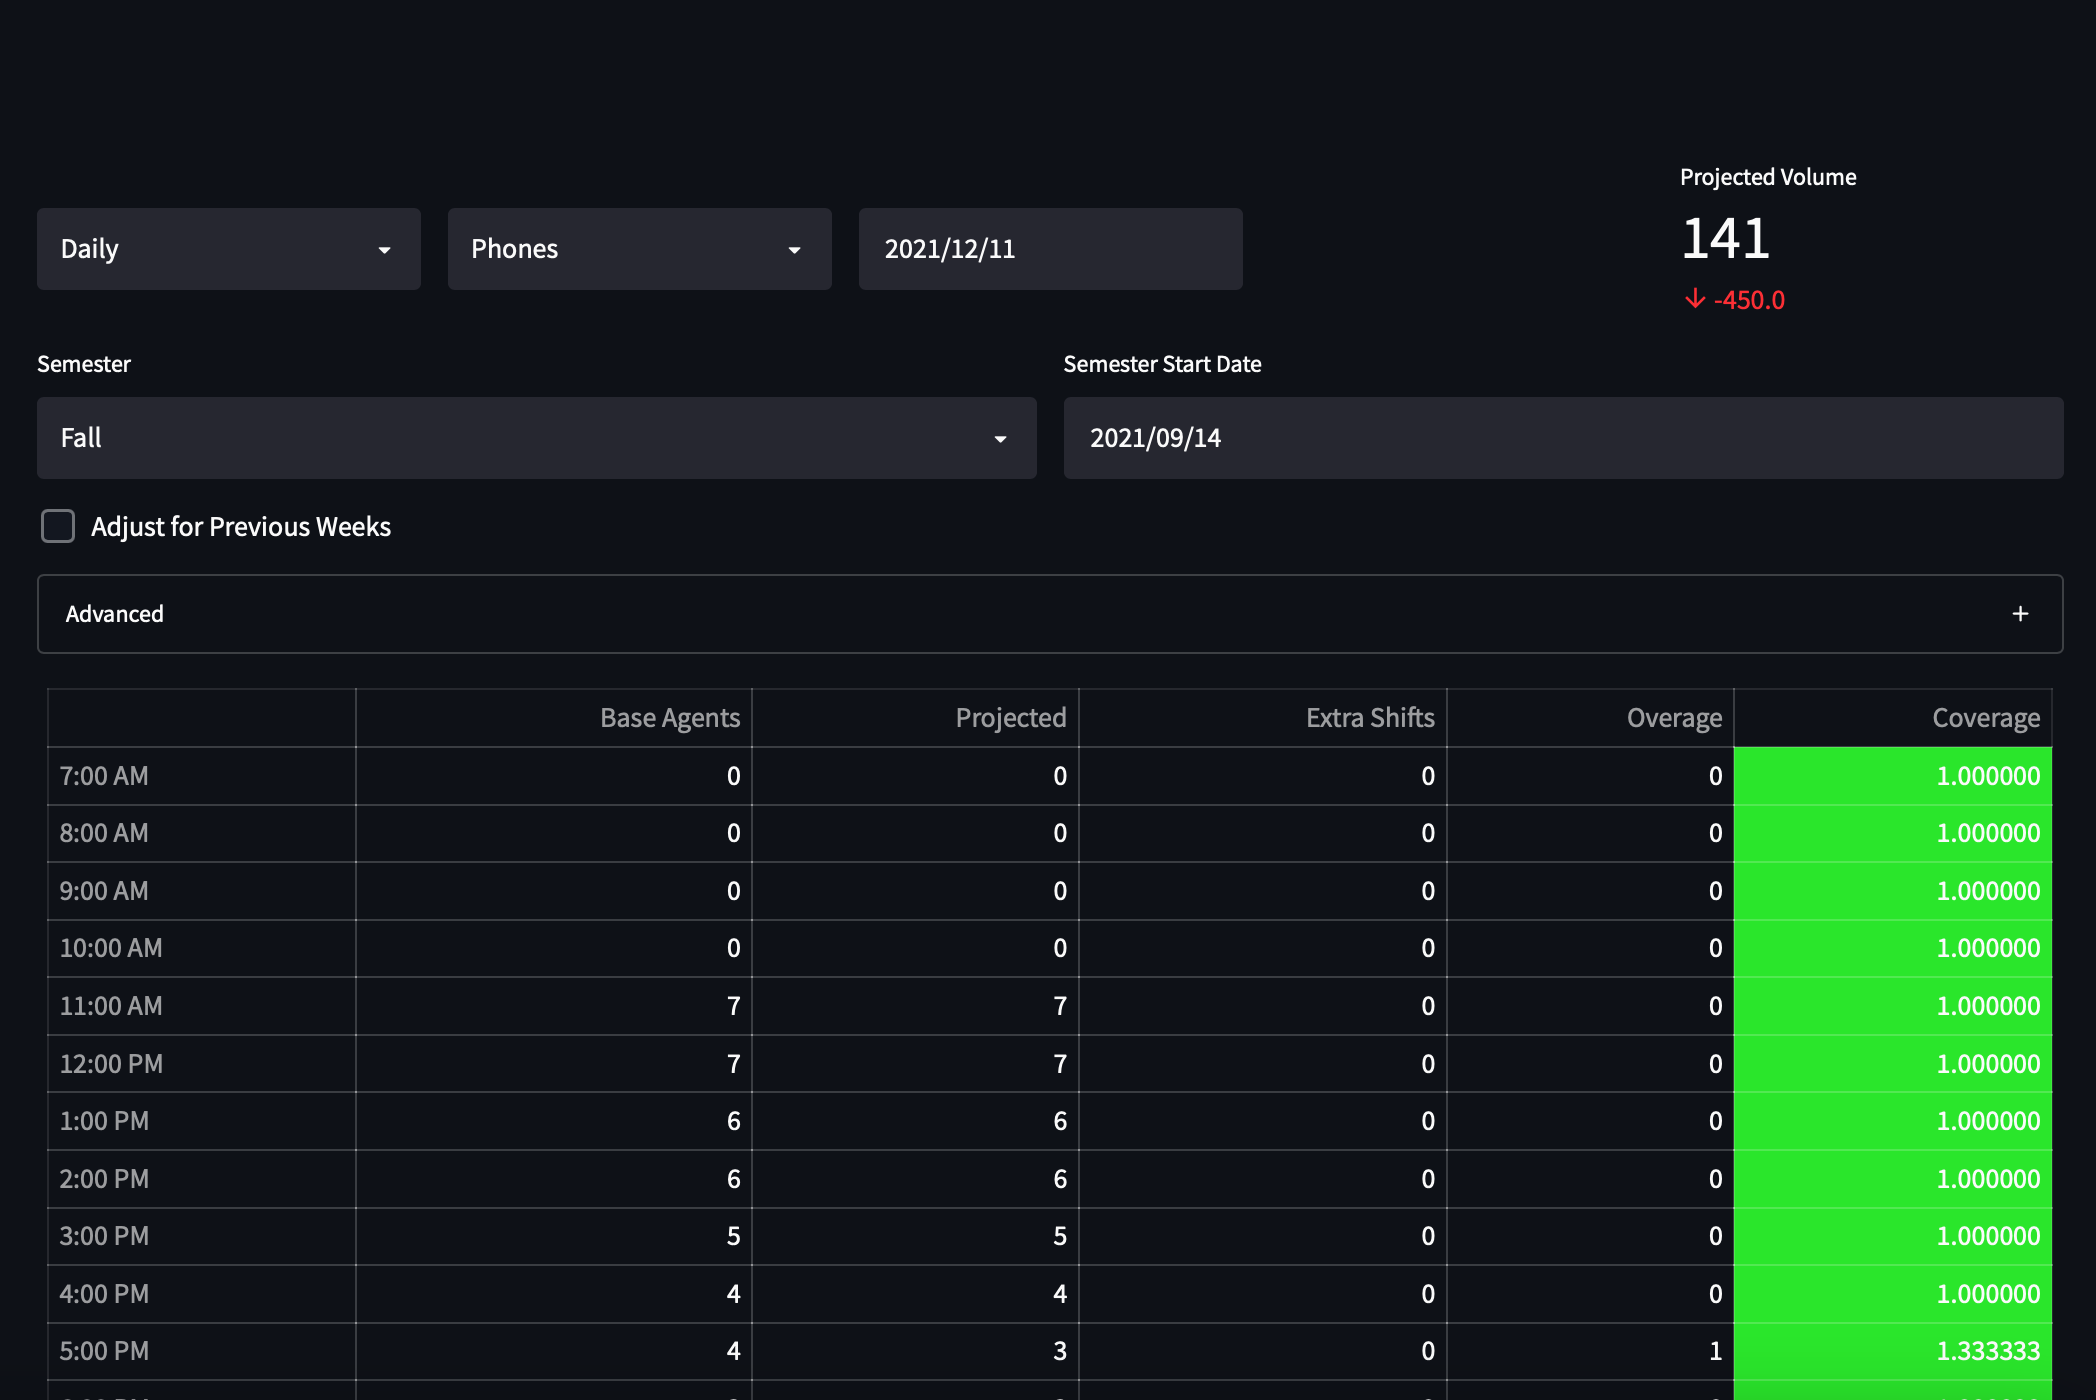 Projected Volume
Daily
Phones
2021/12/11
141
-450.0
Semester
Semester Start Date
Fall
2021/09/14
Adjust for Previous Weeks
Advanced +
Base Agents Projected Extra Shifts Overage Coverage
7:00 AM 0 0 0 0 1.000000
8:00 AM 0 0 0 0 1.000000
9:00 AM 0 0 0 0 1.000000
10:00 AM 0 0 0 0 1.000000
11:00 AM 7 7 0 0 1.000000
12:00 PM 7 7 0 0 1.000000
1:00 PM 6 6 0 0 1.000000
2:00 PM 6 6 0 0 1.000000
3:00 PM 5 5 0 0 1.000000
4:00 PM 4 4 0 0 1.000000
5:00 PM 4 3 0 1 1.333333